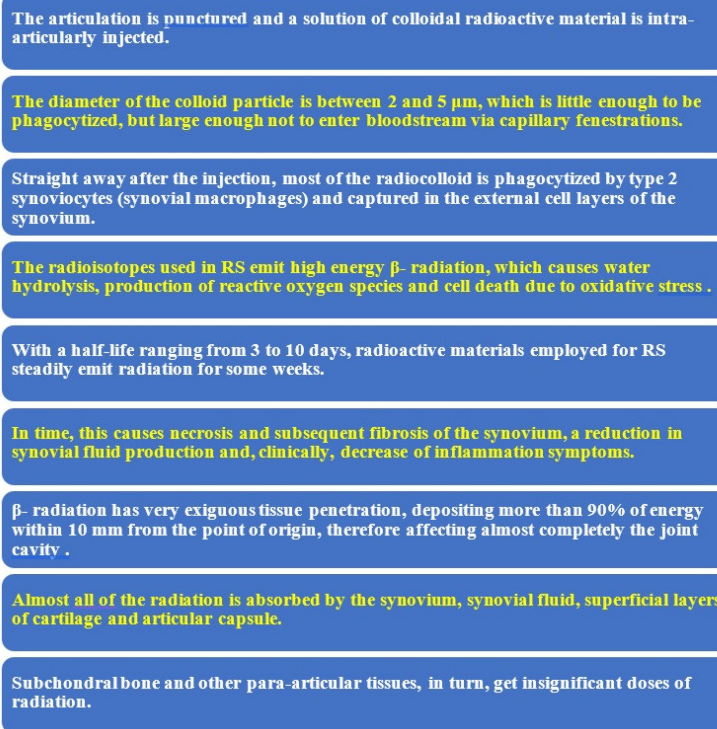 The articulation is punctured and a solution of colloidal radioactive material is intra-
articularly injected.
The diameter of the colloid particle is between 2 and 5 µm, which is little enough to be
phagocytized, but large enough not to enter bloodstream via capillary fenestrations.
Straight away after the injection, most of the radiocolloid is phagocytized by type 2
synoviocytes (synovial macrophages) and captured in the external cell layers of the
synovium.
The radioisotopes used in RS emit high energy β- radiation, which causes water
hydrolysis, production of reactive oxygen species and cell death due to oxidative stress .
With a half-life ranging from 3 to 10 days, radioactive materials employed for RS
steadily emit radiation for some weeks.
In time, this causes necrosis and subsequent fibrosis of the synovium, a reduction in
synovial fluid production and, clinically, decrease of inflammation symptoms.
β- radiation has very exiguous tissue penetration, depositing more than 90% of energy
within 10 mm from the point of origin, therefore affecting almost completely the joint
cavity .
Almost all of the radiation is absorbed by the synovium, synovial fluid, superficial layers
of cartilage and articular capsule.
Subchondral bone and other para-articular tissues, in turn, get insignificant doses of
radiation.